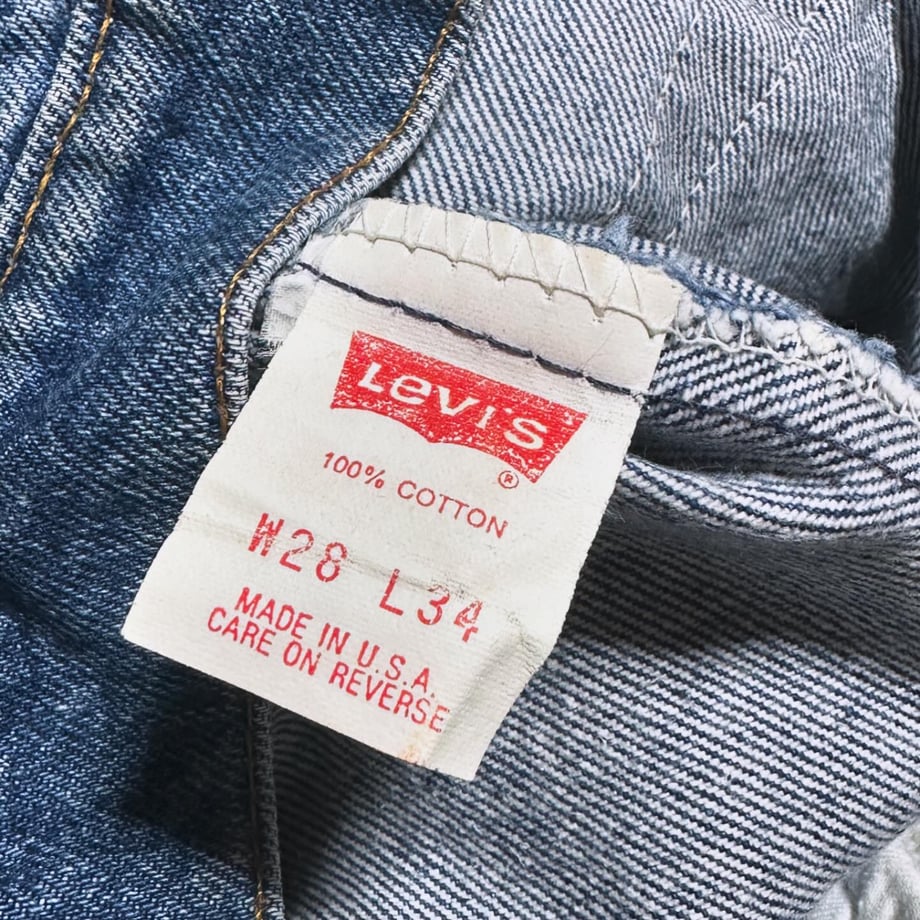 Levi's
®
100% COTTON
W28 L34
MADE IN U.S.A.
CARE ON REVERSE